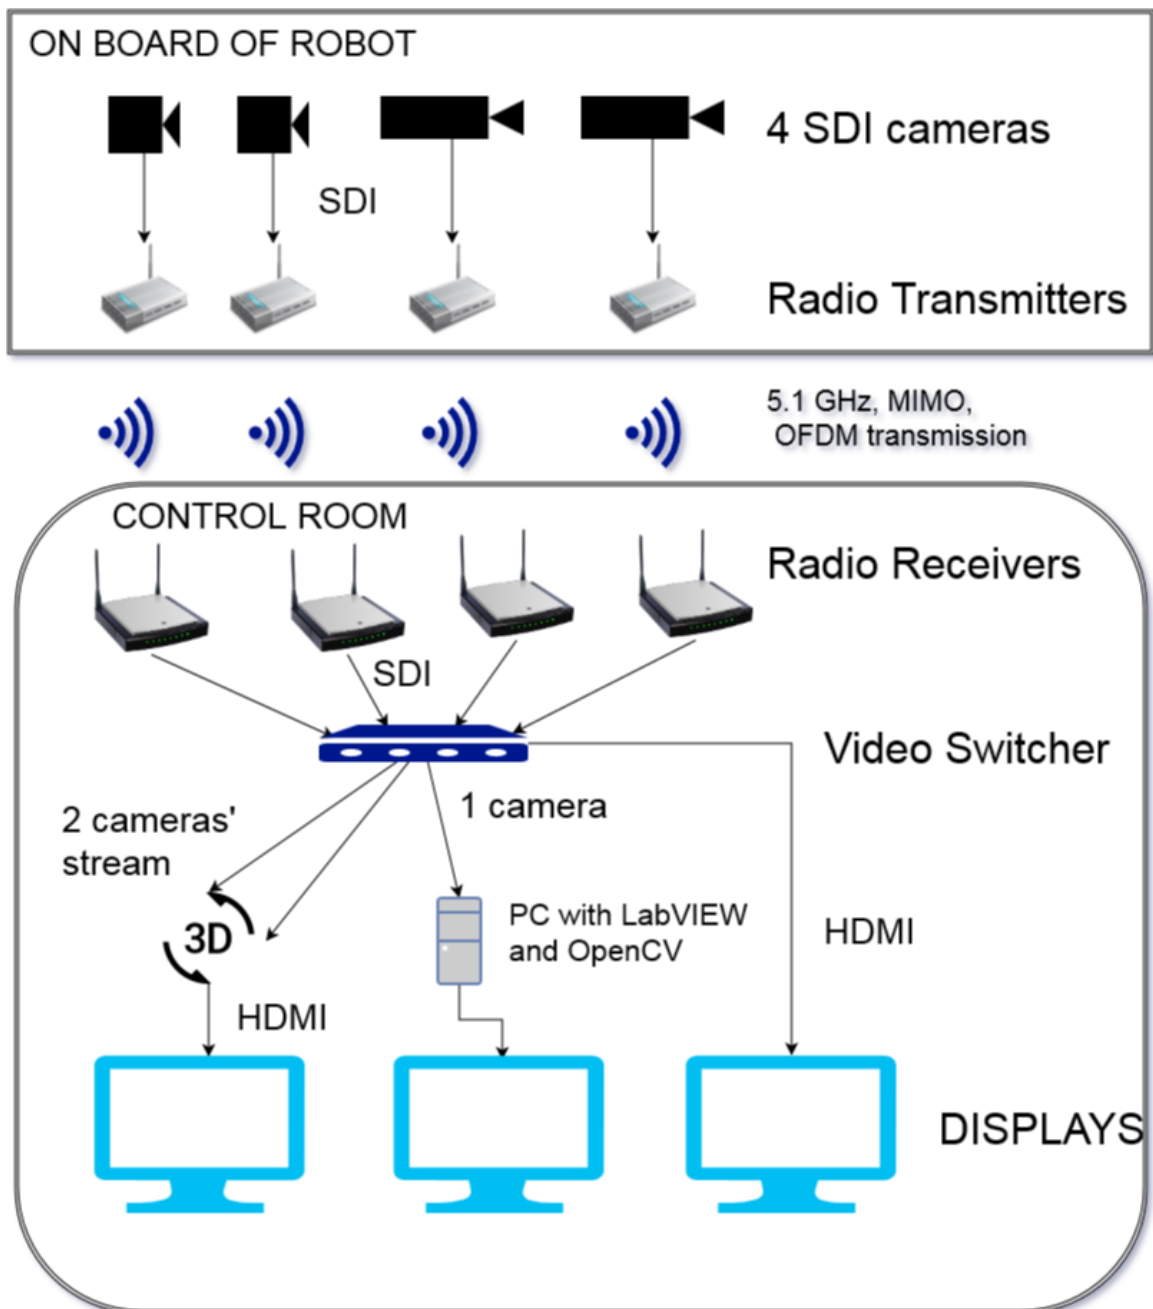 ON BOARD OF ROBOT
4 SDI cameras
SDI
Radio Transmitters
5.1 GHz, MIMO,
OFDM transmission
CONTROL ROOM
Radio Receivers
SDI
Video Switcher
1 camera
2 cameras'
stream
PC with LabVIEW
and OpenCV
3D
HDMI
HDMI
DISPLAYS